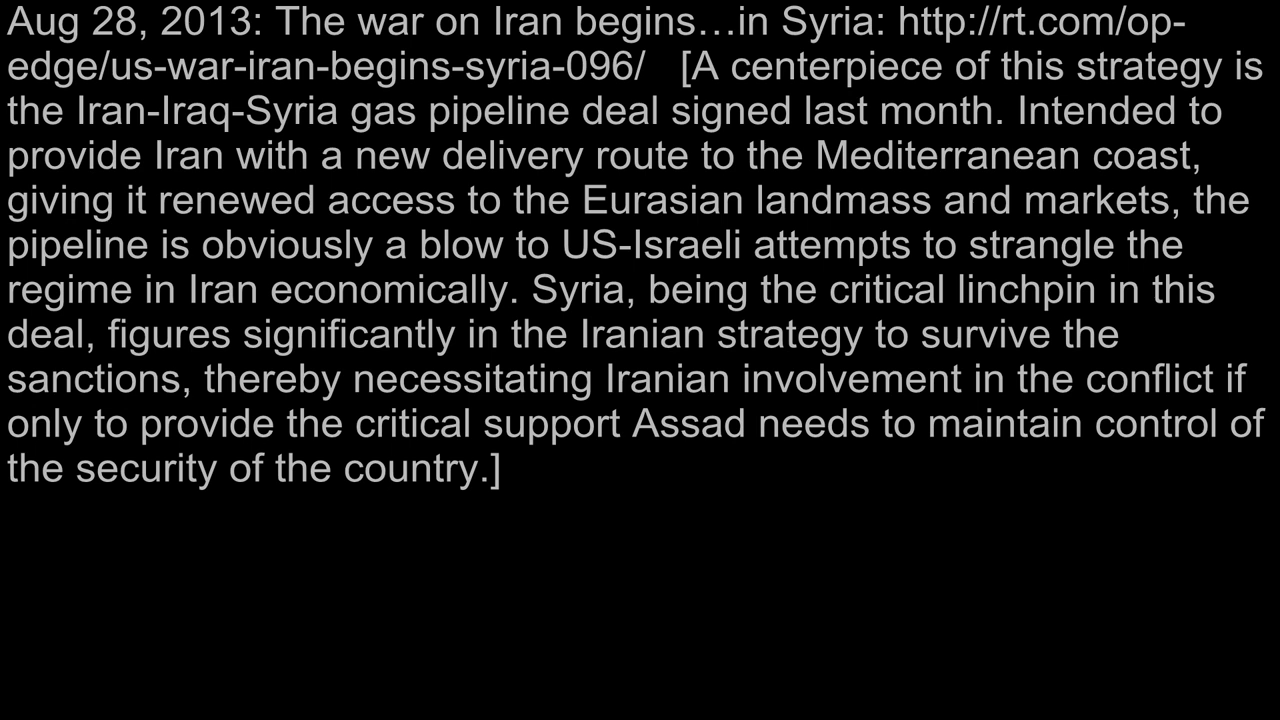 Aug 28, 2013: The war on Iran begins…in Syria: http://rt.com/op-
edge/us-war-iran-begins-syria-096/   [A centerpiece of this strategy is
the Iran-Iraq-Syria gas pipeline deal signed last month. Intended to
provide Iran with a new delivery route to the Mediterranean coast,
giving it renewed access to the Eurasian landmass and markets, the
pipeline is obviously a blow to US-Israeli attempts to strangle the
regime in Iran economically. Syria, being the critical linchpin in this
deal, figures significantly in the Iranian strategy to survive the
sanctions, thereby necessitating Iranian involvement in the conflict if
only to provide the critical support Assad needs to maintain control of
the security of the country.]